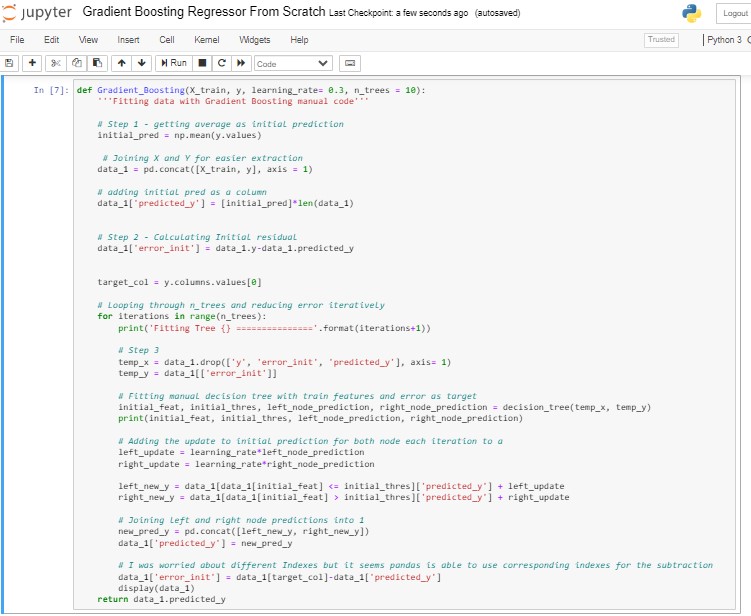 jupyter Gradient Boosting Regressor From Scratch Last Checkpoint: a few seconds ago (autosaved)
Logout
File Edit View Insert Cell Kernel Widgets Help
Trusted
Python 3
Run
Code
In [7]: def Gradient_Boosting(X_train, y, learning_rate= 0.3, n_trees = 10):
'''Fitting data with Gradient Boosting manual code'''
# Step 1 - getting average as initial prediction
initial_pred = np.mean(y.values)
# Joining X and Y for easier extraction
data_1 = pd.concat([X_train, y], axis = 1)
# adding initial pred as a column
data_1['predicted_y'] = [initial_pred]*len(data_1)
# Step 2 - Calculating Initial residual
data_1['error_init'] = data_1.y-data_1.predicted_y
target_col = y.columns.values[0]
# Looping through n_trees and reducing error iteratively
for iterations in range(n_trees):
print('Fitting Tree {} ==============='.format(iterations+1))
# Step 3
temp_x = data_1.drop(['y', 'error_init', 'predicted_y'], axis= 1)
temp_y = data_1[['error_init']]
# Fitting manual decision tree with train features and error as target
initial_feat, initial_thres, left_node_prediction, right_node_prediction = decision_tree(temp_x, temp_y)
print(initial_feat, initial_thres, left_node_prediction, right_node_prediction)
# Adding the update to initial prediction for both node each iteration to a
left_update = learning_rate*left_node_prediction
right_update = learning_rate*right_node_prediction
left_new_y = data_1[data_1[initial_feat] <= initial_thres]['predicted_y'] + left_update
right_new_y = data_1[data_1[initial_feat] > initial_thres]['predicted_y'] + right_update
# Joining left and right node predictions into 1
new_pred_y = pd.concat([left_new_y, right_new_y])
data_1['predicted_y'] = new_pred_y
# I was worried about different Indexes but it seems pandas is able to use corresponding indexes for the subtraction
data_1['error_init'] = data_1[target_col]-data_1['predicted_y']
display(data_1)
return data_1.predicted_y